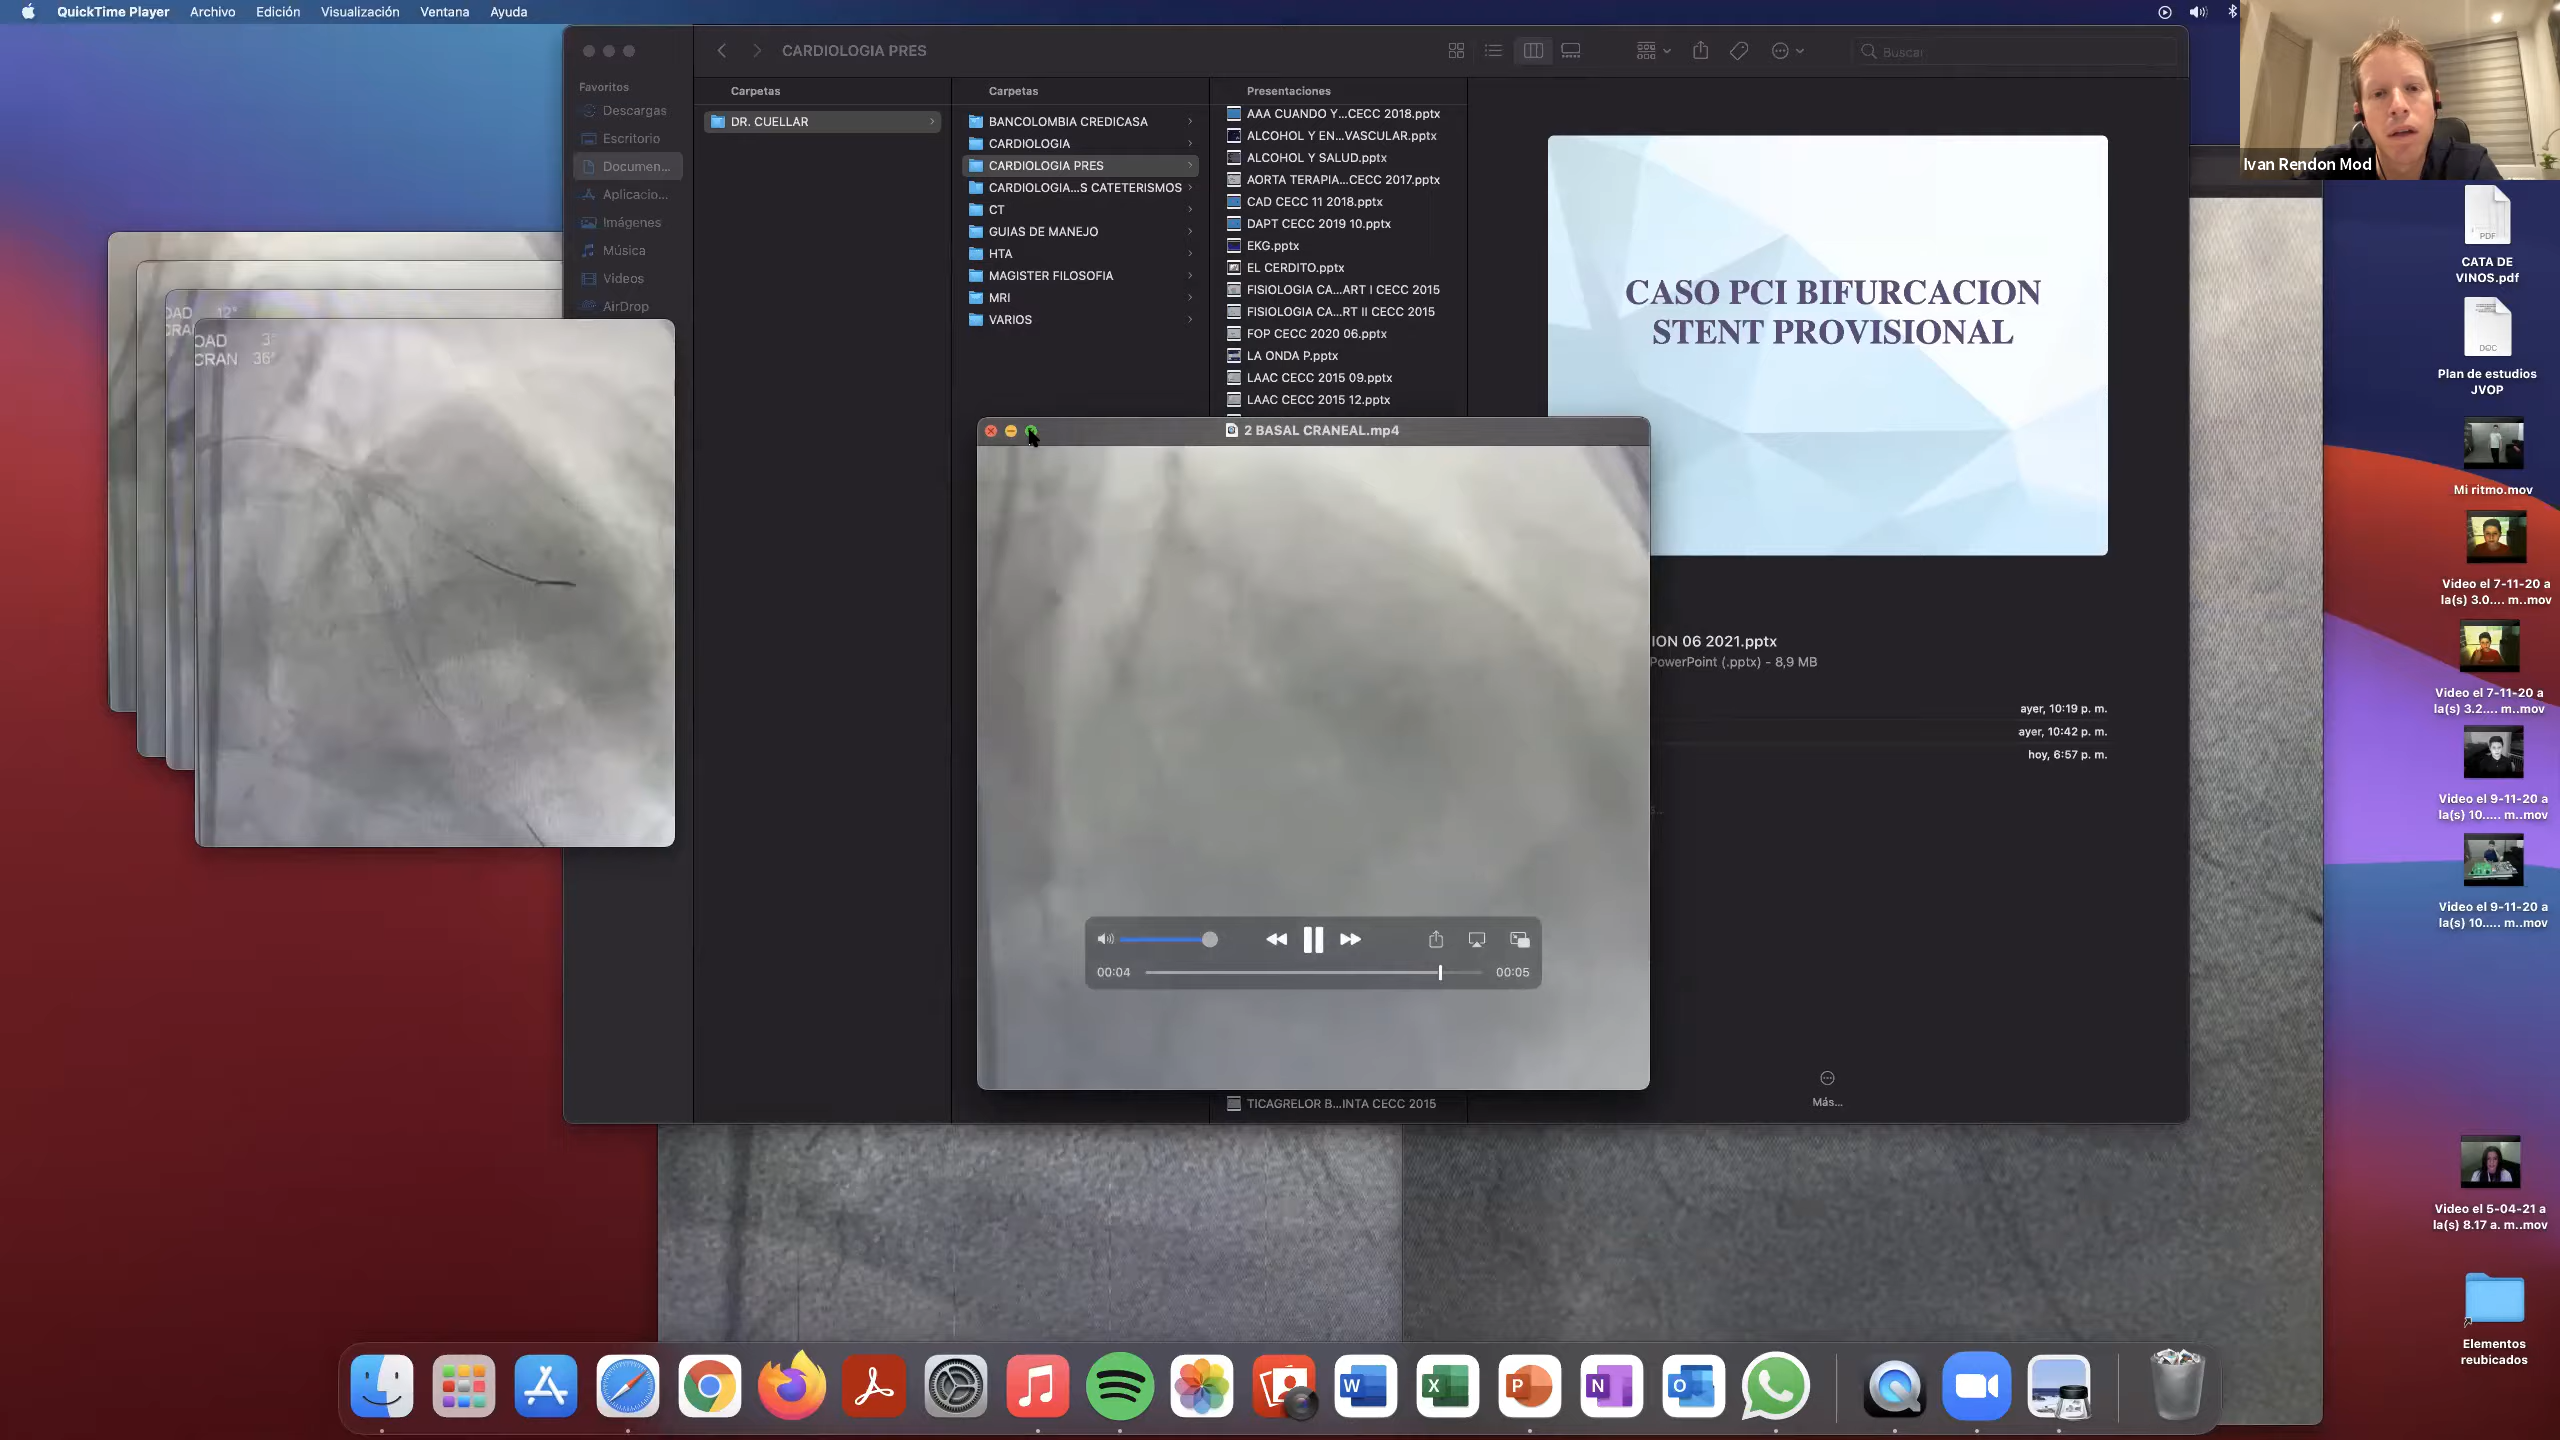 QuickTime Player
Archivo
Edición
Visualización
Ventana
Ayuda
CARDIOLOGIA PRES
Buscar
Ivan Rendon Mod
Favoritos
Descargas
Escritorio
Documen...
Aplicacio...
Imágenes
Música
Videos
AirDrop
Carpetas
DR. CUELLAR
Carpetas
BANCOLOMBIA CREDICASA
CARDIOLOGIA
CARDIOLOGIA PRES
CARDIOLOGIA...S CATETERISMOS
CT
GUIAS DE MANEJO
HTA
MAGISTER FILOSOFIA
MRI
VARIOS
Presentaciones
AAA CUANDO Y...CECC 2018.pptx
ALCOHOL Y EN...VASCULAR.pptx
ALCOHOL Y SALUD.pptx
AORTA TERAPIA...CECC 2017.pptx
CAD CECC 11 2018.pptx
DAPT CECC 2019 10.pptx
EKG.pptx
EL CERDITO.pptx
FISIOLOGIA CA...ART I CECC 2015
FISIOLOGIA CA...RT II CECC 2015
FOP CECC 2020 06.pptx
LA ONDA P.pptx
LAAC CECC 2015 09.pptx
LAAC CECC 2015 12.pptx
TICAGRELOR B...INTA CECC 2015
CASO PCI BIFURCACION
STENT PROVISIONAL
ION 06 2021.pptx
PowerPoint (.pptx) - 8,9 MB
ayer, 10:19 p. m.
ayer, 10:42 p. m.
hoy, 6:57 p. m.
Más...
OAD 12°
CRA
OAD 3°
CRAN 36°
2 BASAL CRANEAL.mp4
00:04
00:05
PDF
CATA DE
VINOS.pdf
DOC
Plan de estudios
JVOP
Mi ritmo.mov
Video el 7-11-20 a
la(s) 3.0.... m..mov
Video el 7-11-20 a
la(s) 3.2.... m..mov
Video el 9-11-20 a
la(s) 10..... m..mov
Video el 9-11-20 a
la(s) 10..... m..mov
Video el 5-04-21 a
la(s) 8.17 a. m..mov
Elementos
reubicados
W
X
P
N
O